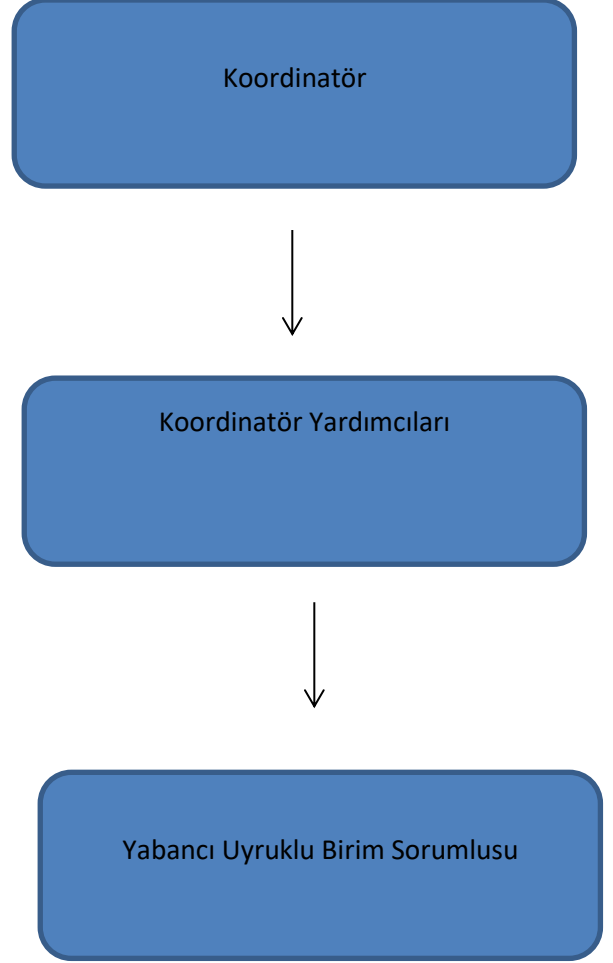 Koordinatör
Koordinatör Yardımcıları
Yabancı Uyruklu Birim Sorumlusu